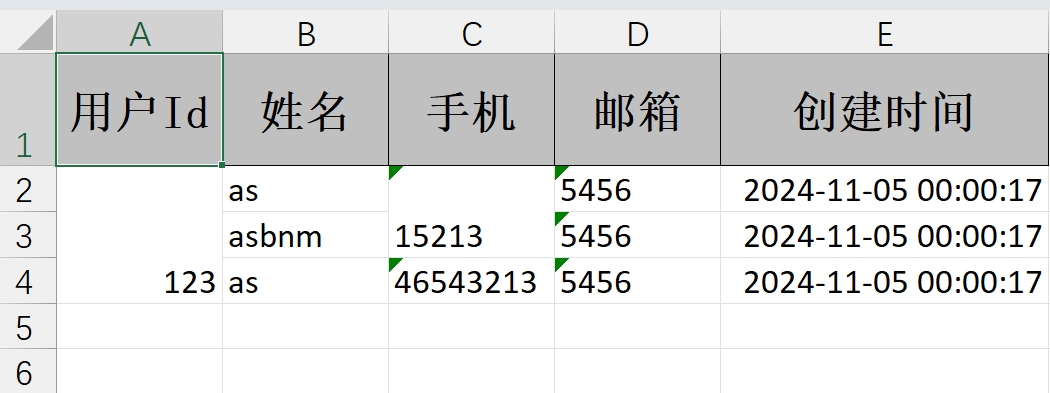 A B C D E
1 用户Id 姓名 手机 邮箱 创建时间
2 as 5456 2024-11-05 00:00:17
3 asbnm 15213 5456 2024-11-05 00:00:17
4 123 as 46543213 5456 2024-11-05 00:00:17
5
6